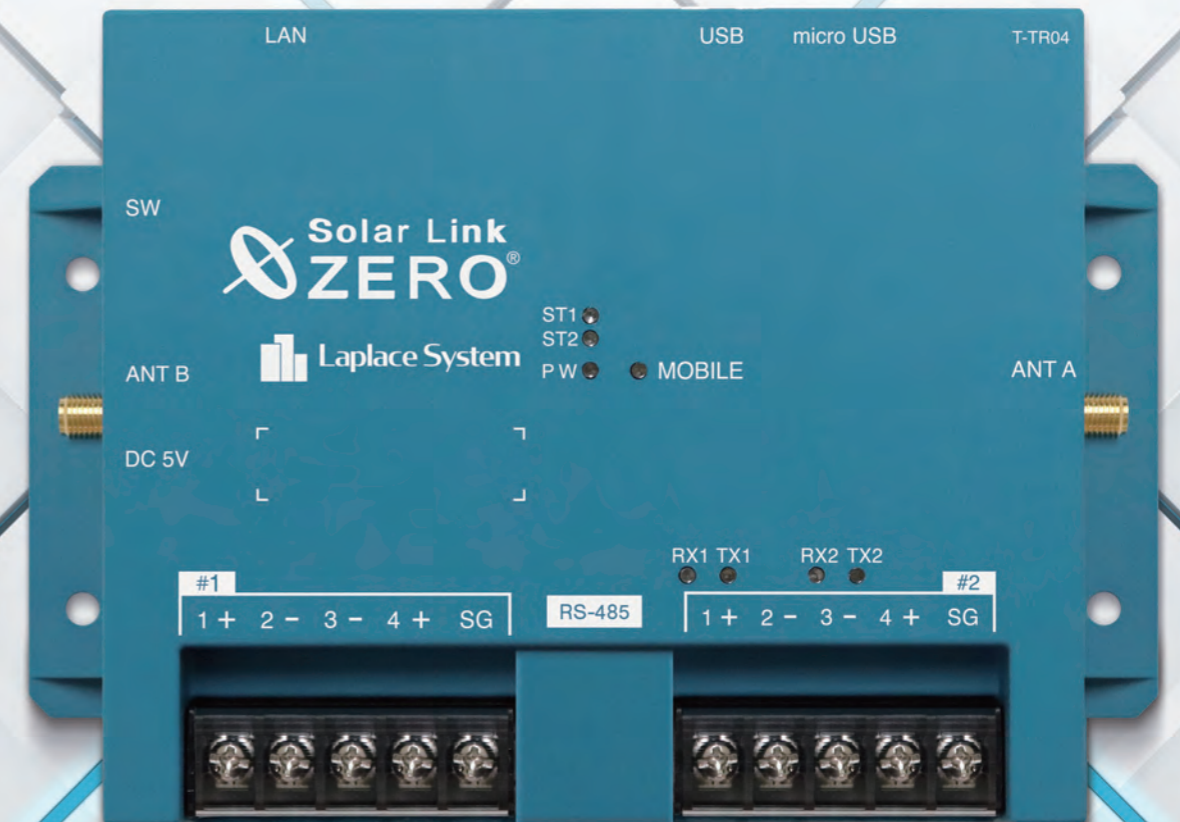 LAN USB micro USB T-TR04
SW
Solar Link
ZERO®
ST1
ST2
Laplace System
PW MOBILE
ANT B ANT A
DC 5V
RX1 TX1 RX2 TX2
#1 #2
1 + 2 - 3 - 4 + SG RS-485 1 + 2 - 3 - 4 + SG